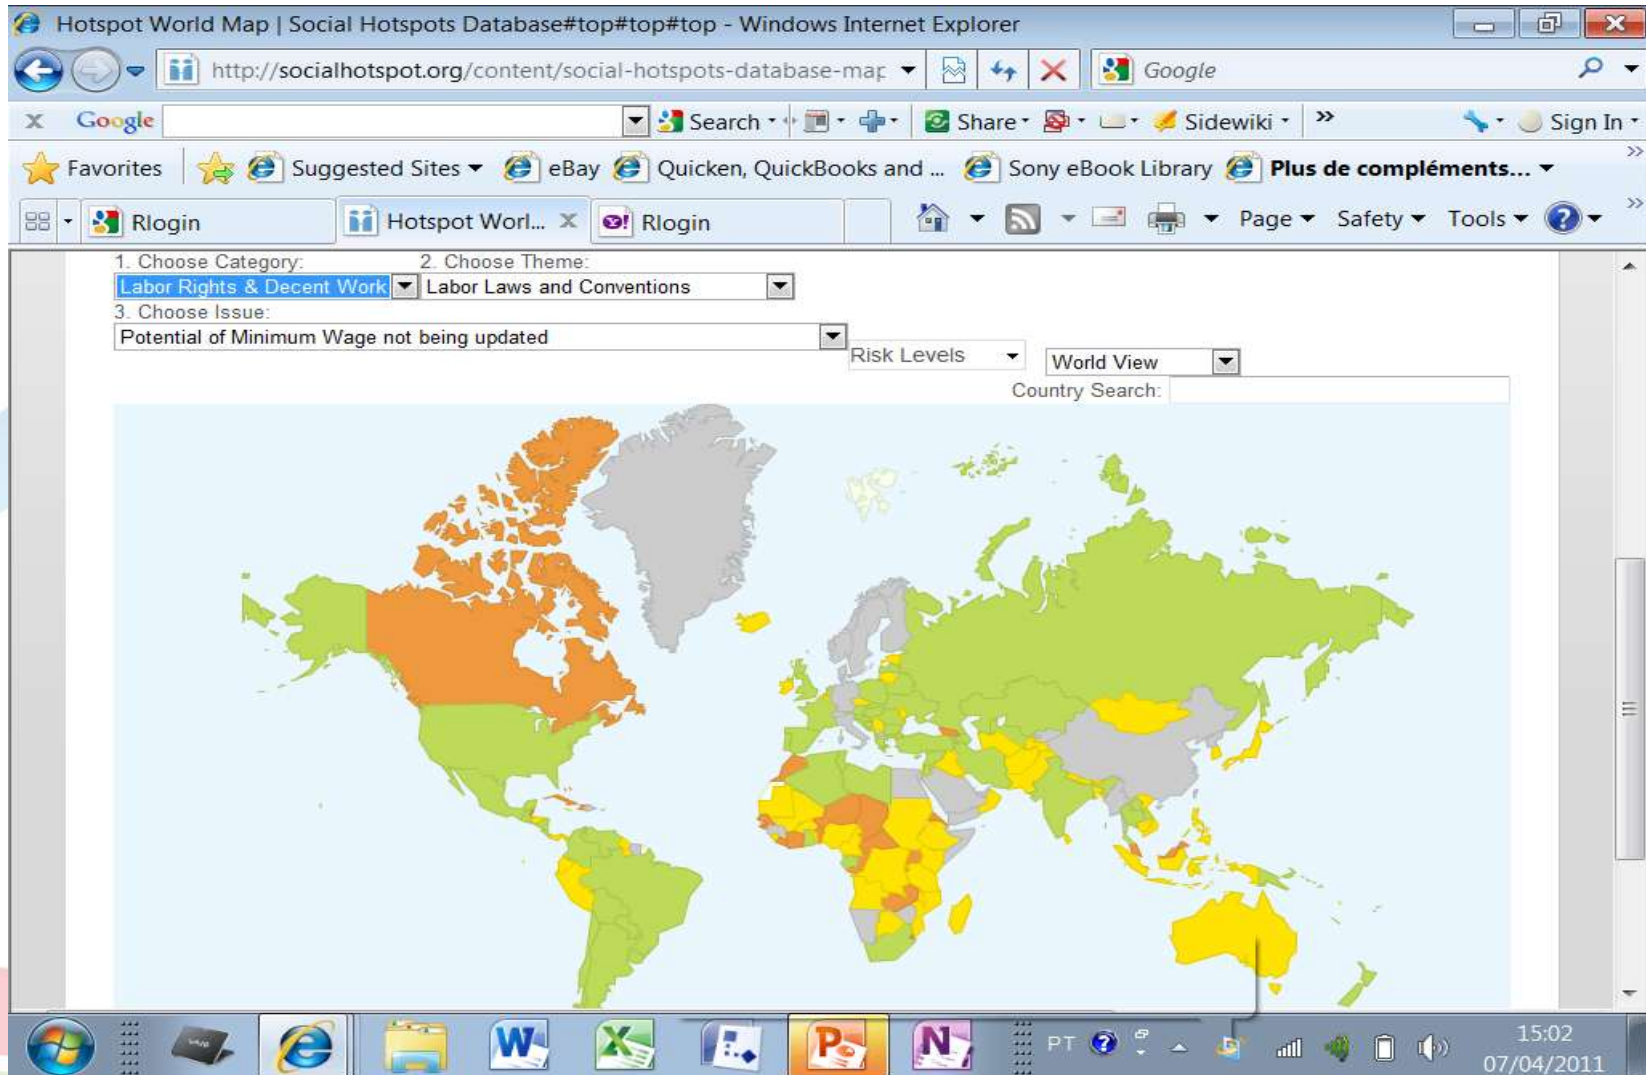 Hotspot World Map | Social Hotspots Database#top#top#top - Windows Internet Explorer
http://socialhotspot.org/content/social-hotspots-database-map
Google
X Google Search Share Sidewiki » Sign In
Favorites Suggested Sites eBay Quicken, QuickBooks and ... Sony eBook Library Plus de compléments... »
Rlogin Hotspot Worl... X Rlogin Page Safety Tools »
1. Choose Category: 2. Choose Theme:
Labor Rights & Decent Work Labor Laws and Conventions
3. Choose Issue:
Potential of Minimum Wage not being updated
Risk Levels World View
Country Search:
PT 15:02
07/04/2011